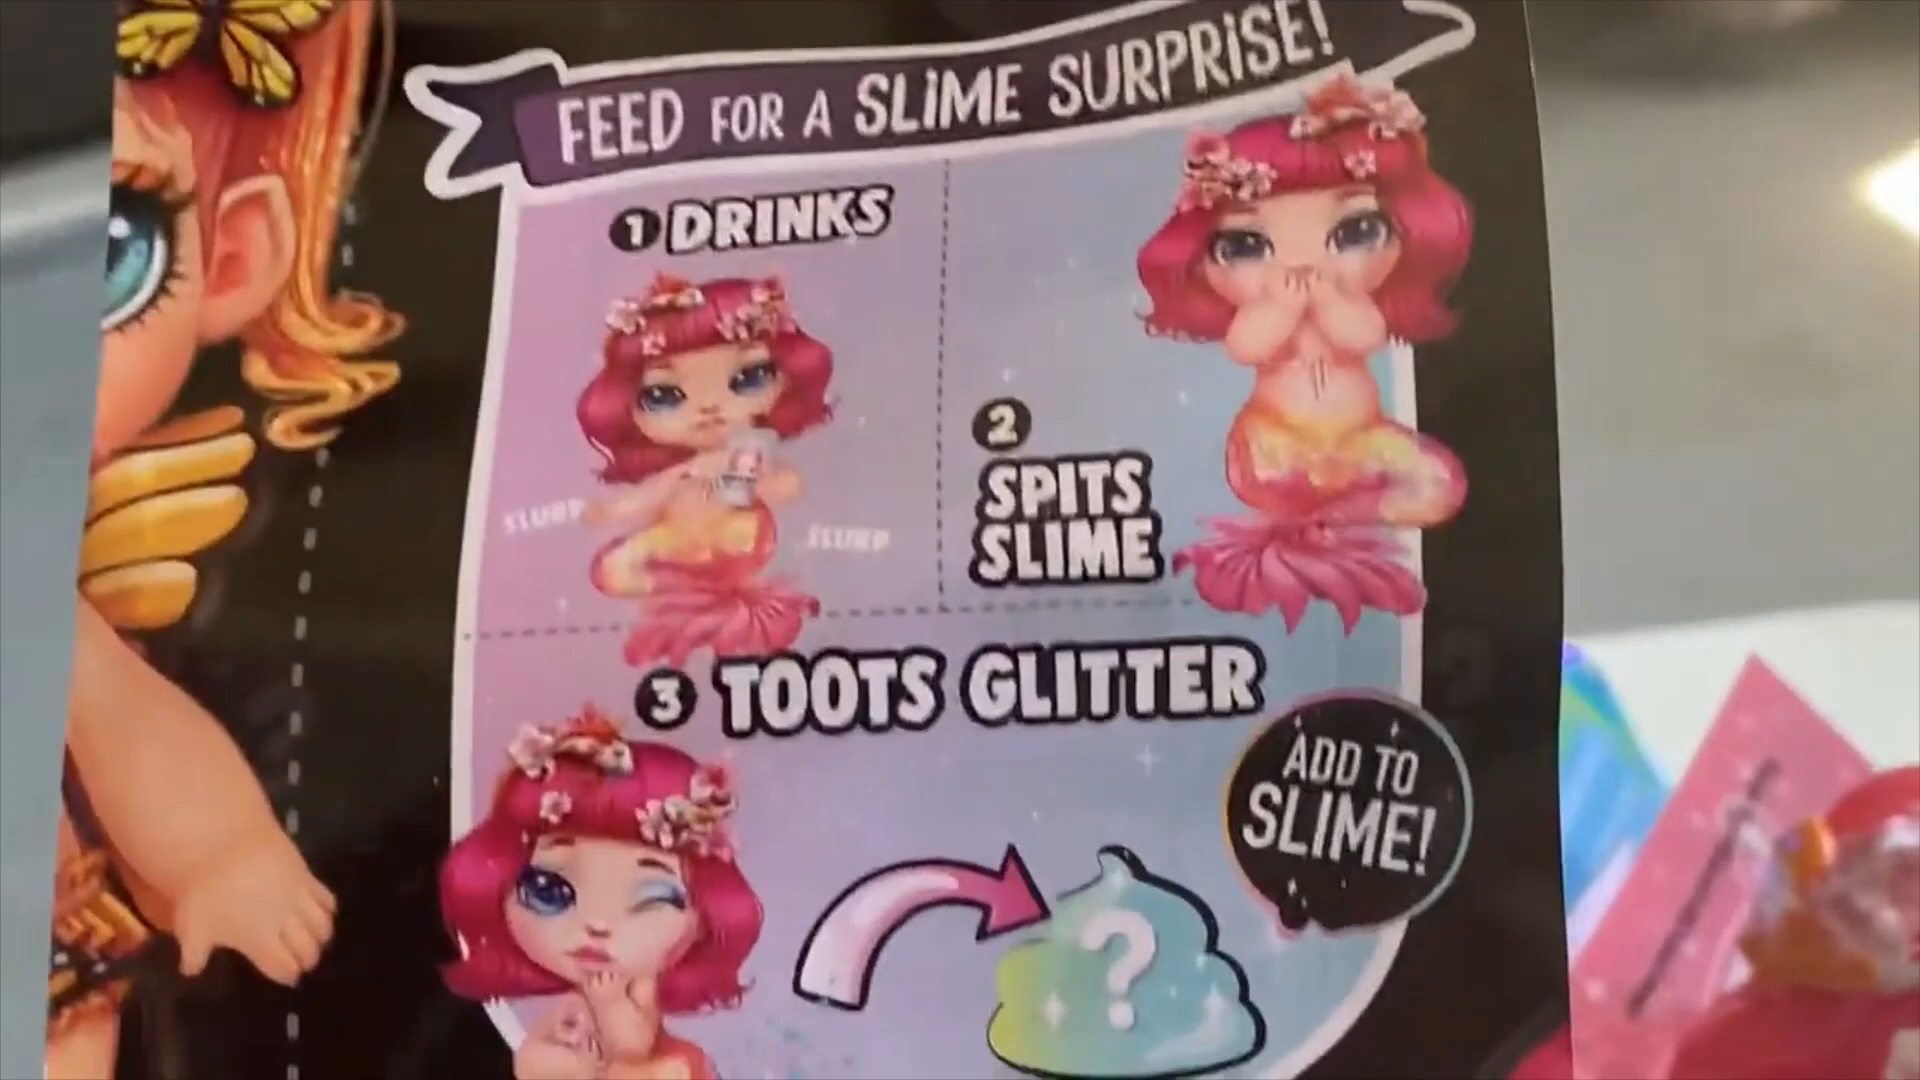 FEED FOR A SLIME SURPRISE!
1 DRINKS
SLURP
SLURP
2
SPITS
SLIME
3 TOOTS GLITTER
ADD TO
SLIME!
?